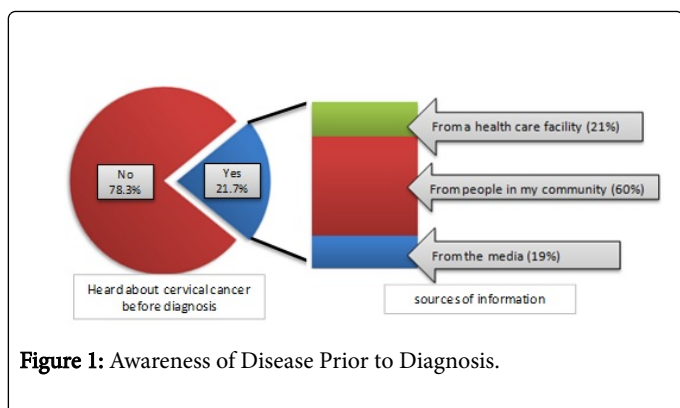 No
78.3%
Yes
21.7%
From a health care facility (21%)
From people in my community (60%)
From the media (19%)
Heard about cervical cancer
before diagnosis
sources of information
Figure 1: Awareness of Disease Prior to Diagnosis.